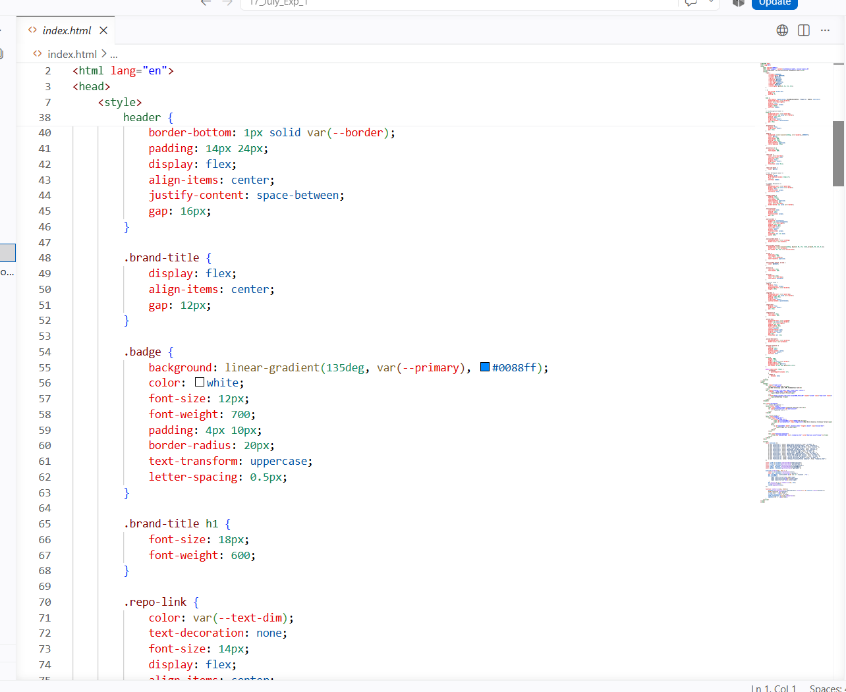 17_July_Exp_1
Update
index.html
index.html > ...
2 <html lang="en">
3 <head>
7 <style>
38 header {
40 border-bottom: 1px solid var(--border);
41 padding: 14px 24px;
42 display: flex;
43 align-items: center;
44 justify-content: space-between;
45 gap: 16px;
46 }
47
48 .brand-title {
49 display: flex;
50 align-items: center;
51 gap: 12px;
52 }
53
54 .badge {
55 background: linear-gradient(135deg, var(--primary), #0088ff);
56 color: white;
57 font-size: 12px;
58 font-weight: 700;
59 padding: 4px 10px;
60 border-radius: 20px;
61 text-transform: uppercase;
62 letter-spacing: 0.5px;
63 }
64
65 .brand-title h1 {
66 font-size: 18px;
67 font-weight: 600;
68 }
69
70 .repo-link {
71 color: var(--text-dim);
72 text-decoration: none;
73 font-size: 14px;
74 display: flex;
75 align-items: center;
o...
Ln 1, Col 1 Spaces: